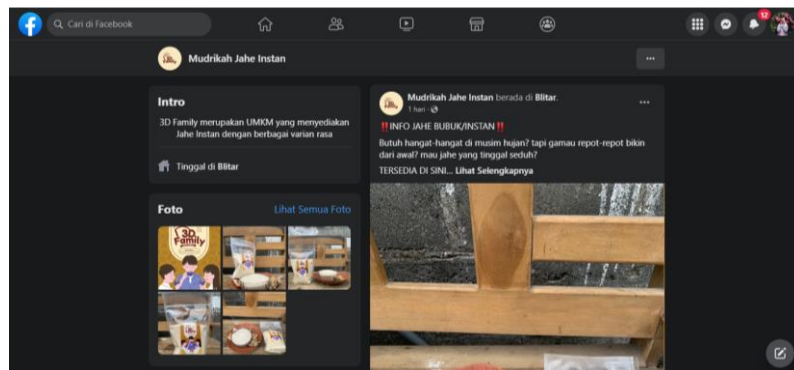 Cari di Facebook
12
Mudrikah Jahe Instan
Intro
3D Family merupakan UMKM yang menyediakan
Jahe Instan dengan berbagai varian rasa
Tinggal di Blitar
Foto
Lihat Semua Foto
3D
Family
Mudrikah Jahe Instan berada di Blitar.
1 hari ·
‼️INFO JAHE BUBUK/INSTAN‼️
Butuh hangat-hangat di musim hujan? tapi gamau repot-repot bikin
dari awal? mau jahe yang tinggal seduh?
TERSEDIA DI SINI... Lihat Selengkapnya